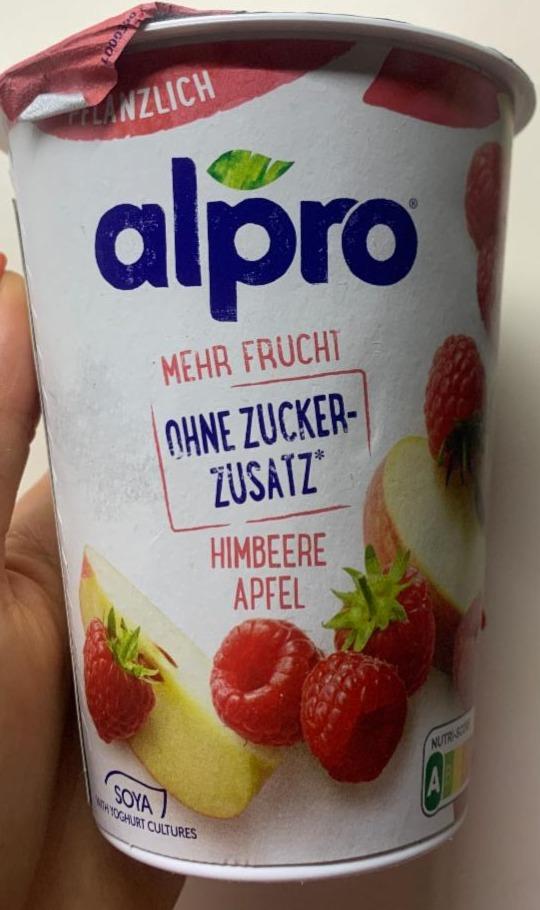 PFLANZLICH
alpro®
MEHR FRUCHT
OHNE ZUCKER-
ZUSATZ*
HIMBEERE
APFEL
NUTRI-SCORE
A
SOYA
WITH YOGHURT CULTURES